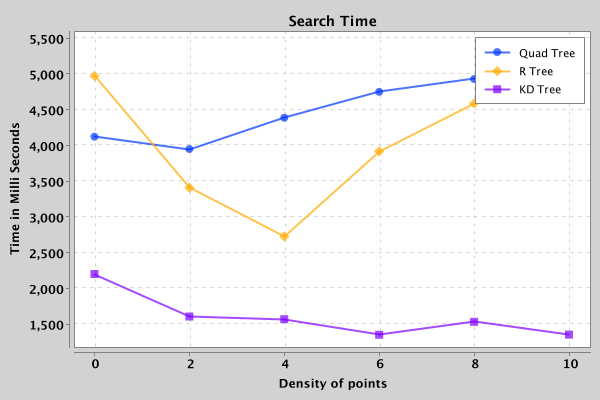 Search Time
5,500
5,000
4,500
4,000
3,500
3,000
2,500
2,000
1,500
Time in Milli Seconds
Quad Tree
R Tree
KD Tree
0 2 4 6 8 10
Density of points